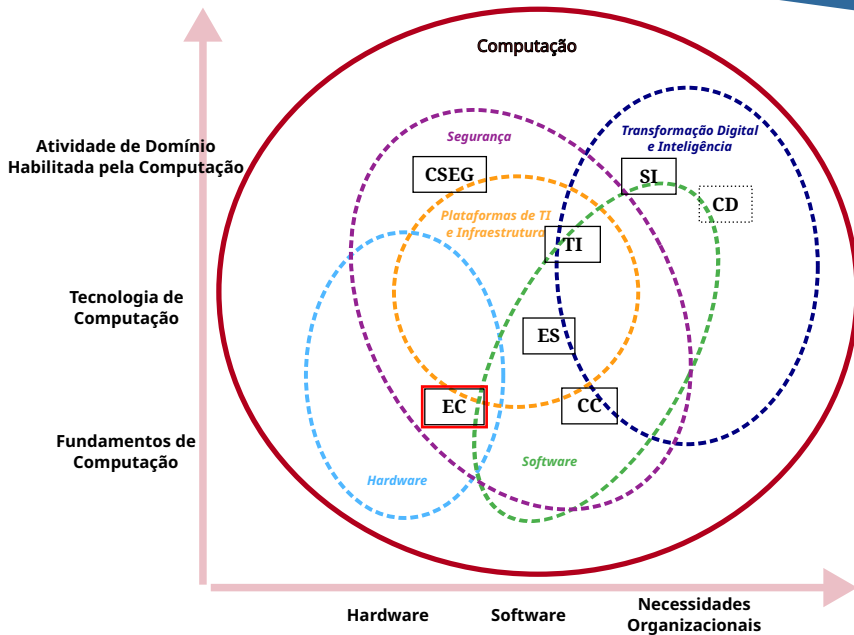 Computação
Atividade de Domínio
Habilitada pela Computação
Segurança
Transformação Digital
e Inteligência
CSEG
SI
CD
Plataformas de TI
e Infraestrutura
TI
Tecnologia de
Computação
ES
EC
CC
Fundamentos de
Computação
Software
Hardware
Hardware
Software
Necessidades
Organizacionais